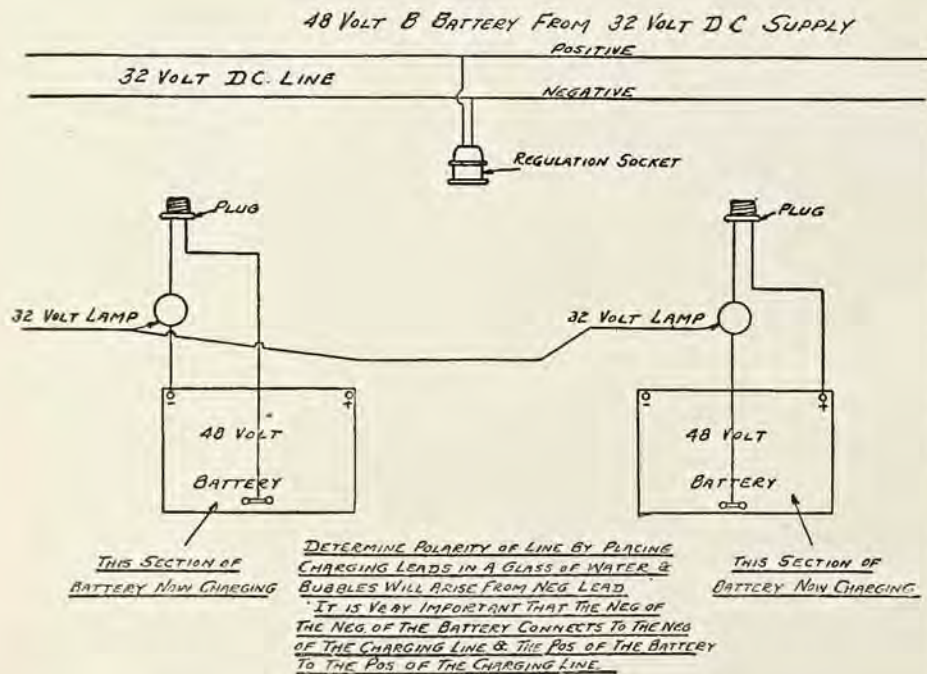 48 VOLT B BATTERY FROM 32 VOLT DC SUPPLY
POSITIVE
32 VOLT DC. LINE
NEGATIVE
REGULATION SOCKET
PLUG
PLUG
32 VOLT LAMP
32 VOLT LAMP
- +
- +
48 VOLT
48 VOLT
BATTERY
BATTERY
THIS SECTION OF
BATTERY NOW CHARGING
DETERMINE POLARITY OF LINE BY PLACING
CHARGING LEADS IN A GLASS OF WATER &
BUBBLES WILL ARISE FROM NEG LEAD.
IT IS VERY IMPORTANT THAT THE NEG OF
THE NEG. OF THE BATTERY CONNECTS TO THE NEG
OF THE CHARGING LINE & THE POS OF THE BATTERY
TO THE POS OF THE CHARGING LINE.
THIS SECTION OF
BATTERY NOW CHARGING